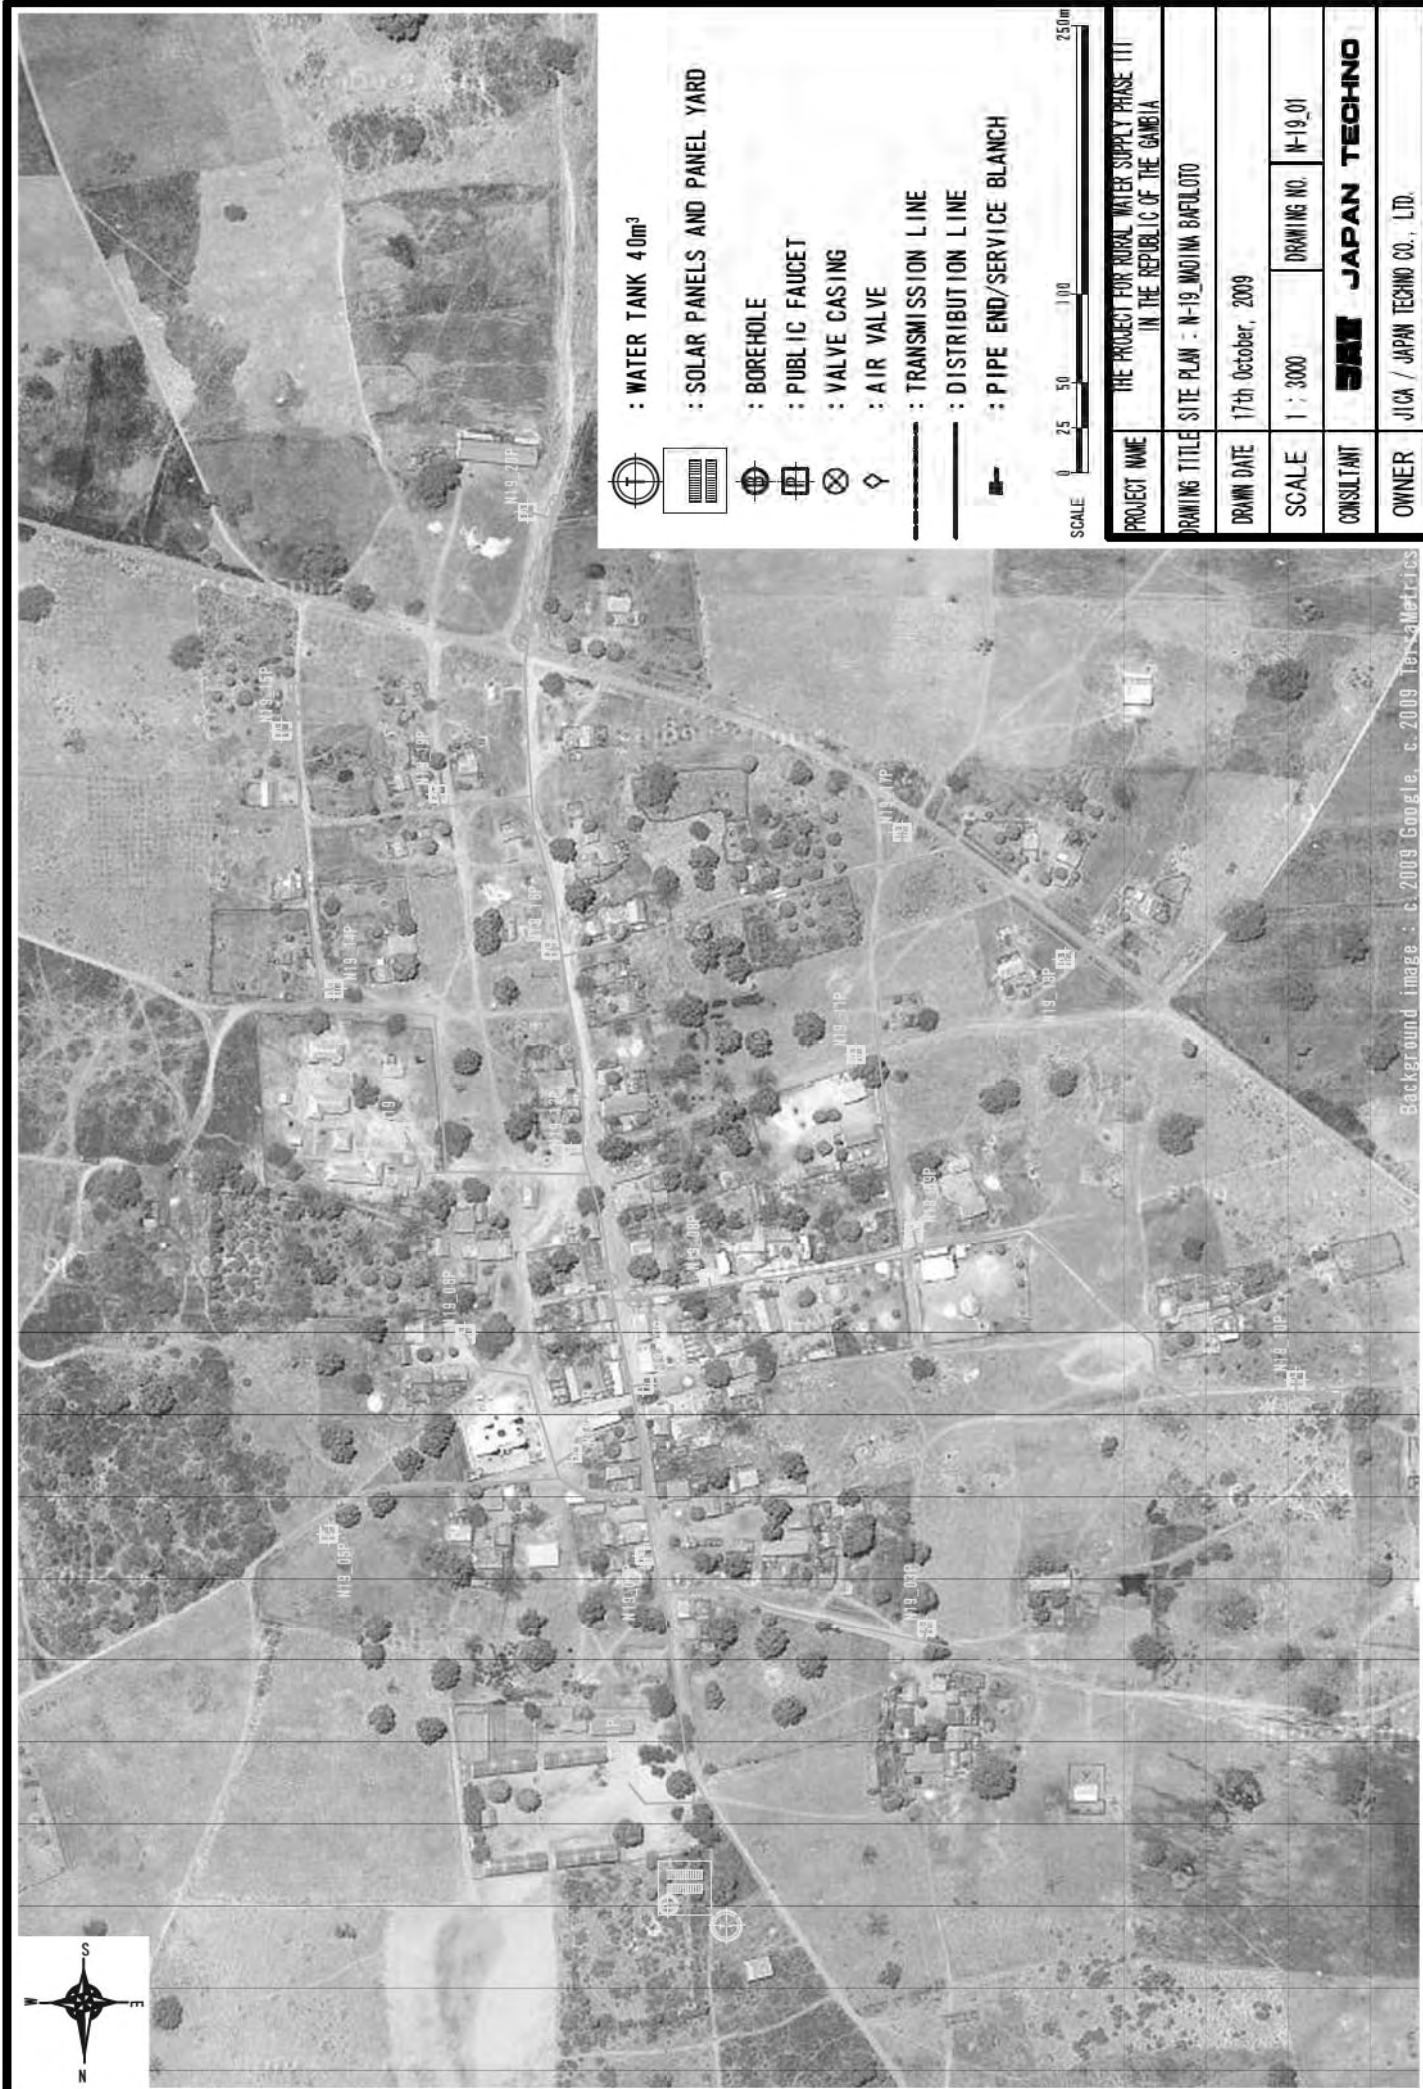 : WATER TANK 40m³
: SOLAR PANELS AND PANEL YARD
: BOREHOLE
: PUBLIC FAUCET
: VALVE CASING
: AIR VALVE
: TRANSMISSION LINE
: DISTRIBUTION LINE
: PIPE END/SERVICE BLANCH
T
B
P
SCALE
0 25 50 100 250m
PROJECT NAME
THE PROJECT FOR RURAL WATER SUPPLY PHASE III
IN THE REPUBLIC OF THE GAMBIA
DRAWING TITLE
SITE PLAN : N-19_MADINA BAFULOTO
DRAWN DATE
17th October, 2009
SCALE
1 : 3000
DRAWING NO.
N-19_01
CONSULTANT
JAPAN TECHNO
OWNER
JICA / JAPAN TECHNO CO., LTD.
Background image : c 2009 Google, c 2009 TerraMetrics
N
S
W
E
N19_20P
N19_15P
N19_14P
N19_17P
N19_11P
N19_09P
N19_08P
N19_10P
N19_05P
N19_03P